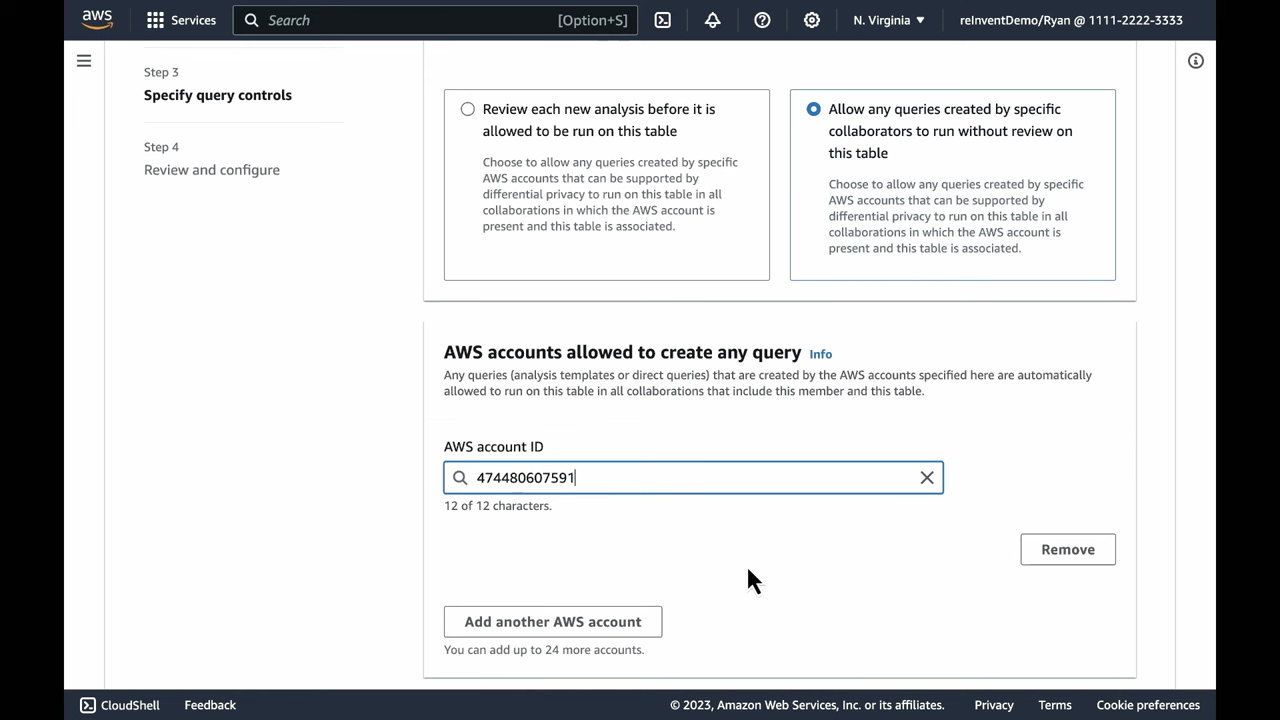 aws
Services
Search
[Option+S]
N. Virginia
reInventDemo/Ryan @ 1111-2222-3333
Step 3
Specify query controls
Step 4
Review and configure
Review each new analysis before it is
allowed to be run on this table
Choose to allow any queries created by specific
AWS accounts that can be supported by
differential privacy to run on this table in all
collaborations in which the AWS account is
present and this table is associated.
Allow any queries created by specific
collaborators to run without review on
this table
Choose to allow any queries created by specific
AWS accounts that can be supported by
differential privacy to run on this table in all
collaborations in which the AWS account is
present and this table is associated.
AWS accounts allowed to create any query Info
Any queries (analysis templates or direct queries) that are created by the AWS accounts specified here are automatically
allowed to run on this table in all collaborations that include this member and this table.
AWS account ID
474480607591
12 of 12 characters.
Remove
Add another AWS account
You can add up to 24 more accounts.
CloudShell
Feedback
© 2023, Amazon Web Services, Inc. or its affiliates.
Privacy
Terms
Cookie preferences